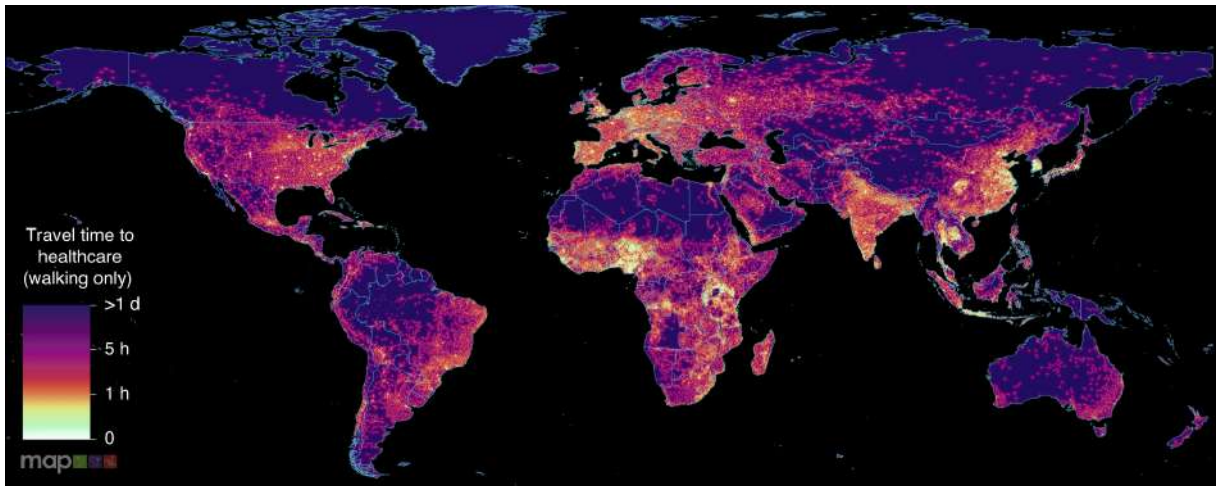 Travel time to
healthcare
(walking only)
>1 d
5 h
1 h
0
map